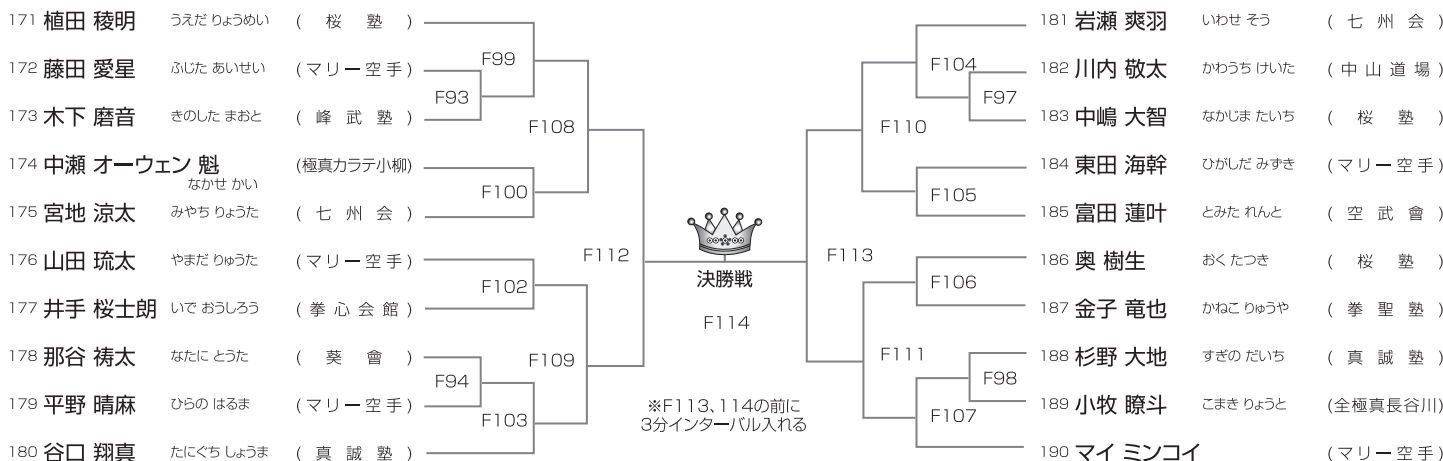 171 植田 稜明 うえだ りょうめい (桜塾)
172 藤田 愛星 ふじた あいせい (マリー空手)
173 木下 磨音 きのした まおと (峰武塾)
174 中瀬 オーウェン 魁 (極真カラテ小柳)
なかせ かい
175 宮地 涼太 みやち りょうた (七州会)
176 山田 琉太 やまだ りゅうた (マリー空手)
177 井手 桜士朗 いで おうしろう (拳心会館)
178 那谷 祷太 なたに とうた (葵會)
179 平野 晴麻 ひらの はるま (マリー空手)
180 谷口 翔真 たにぐち しょうま (真誠塾)
F99
F93
F108
F100
F112
F102
F109
F94
F103
決勝戦
F114
※F113、114の前に
3分インターバル入れる
F104
F97
F110
F105
F113
F106
F111
F98
F107
181 岩瀬 爽羽 いわせ そう (七州会)
182 川内 敬太 かわうち けいた (中山道場)
183 中嶋 大智 なかじま たいち (桜塾)
184 東田 海幹 ひがしだ みずき (マリー空手)
185 富田 蓮叶 とみた れんと (空武會)
186 奥 樹生 おく たつき (桜塾)
187 金子 竜也 かねこ りゅうや (拳聖塾)
188 杉野 大地 すぎの だいち (真誠塾)
189 小牧 瞭斗 こまき りょうと (全極真長谷川)
190 マイ ミンコイ (マリー空手)